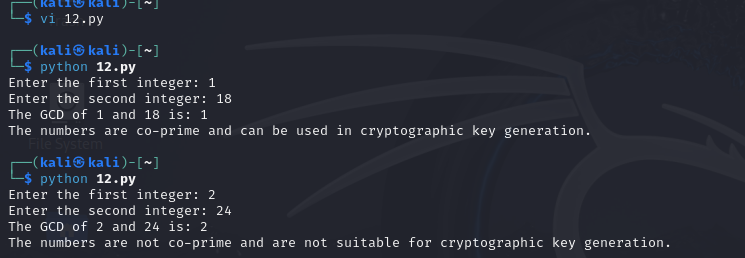 ┌──(kali㉿kali)-[~]
└─$ vi 12.py
┌──(kali㉿kali)-[~]
└─$ python 12.py
Enter the first integer: 1
Enter the second integer: 18
The GCD of 1 and 18 is: 1
The numbers are co-prime and can be used in cryptographic key generation.
File System
┌──(kali㉿kali)-[~]
└─$ python 12.py
Enter the first integer: 2
Enter the second integer: 24
The GCD of 2 and 24 is: 2
The numbers are not co-prime and are not suitable for cryptographic key generation.